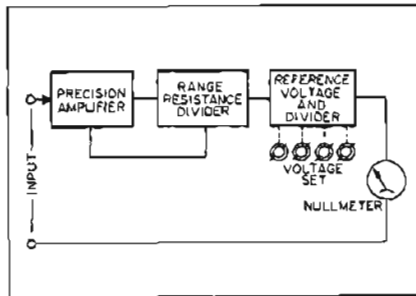 PRECISION
AMPLIFIER
RANGE
RESISTANCE
DIVIDER
REFERENCE
VOLTAGE
AND
DIVIDER
INPUT
VOLTAGE
SET
NULLMETER